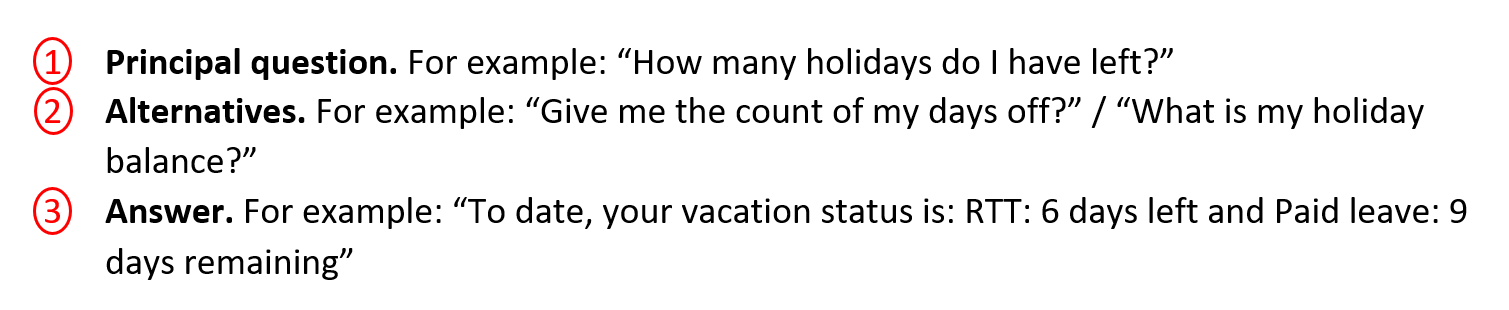 1 Principal question. For example: “How many holidays do I have left?”
2 Alternatives. For example: “Give me the count of my days off?” / “What is my holiday
balance?”
3 Answer. For example: “To date, your vacation status is: RTT: 6 days left and Paid leave: 9
days remaining”